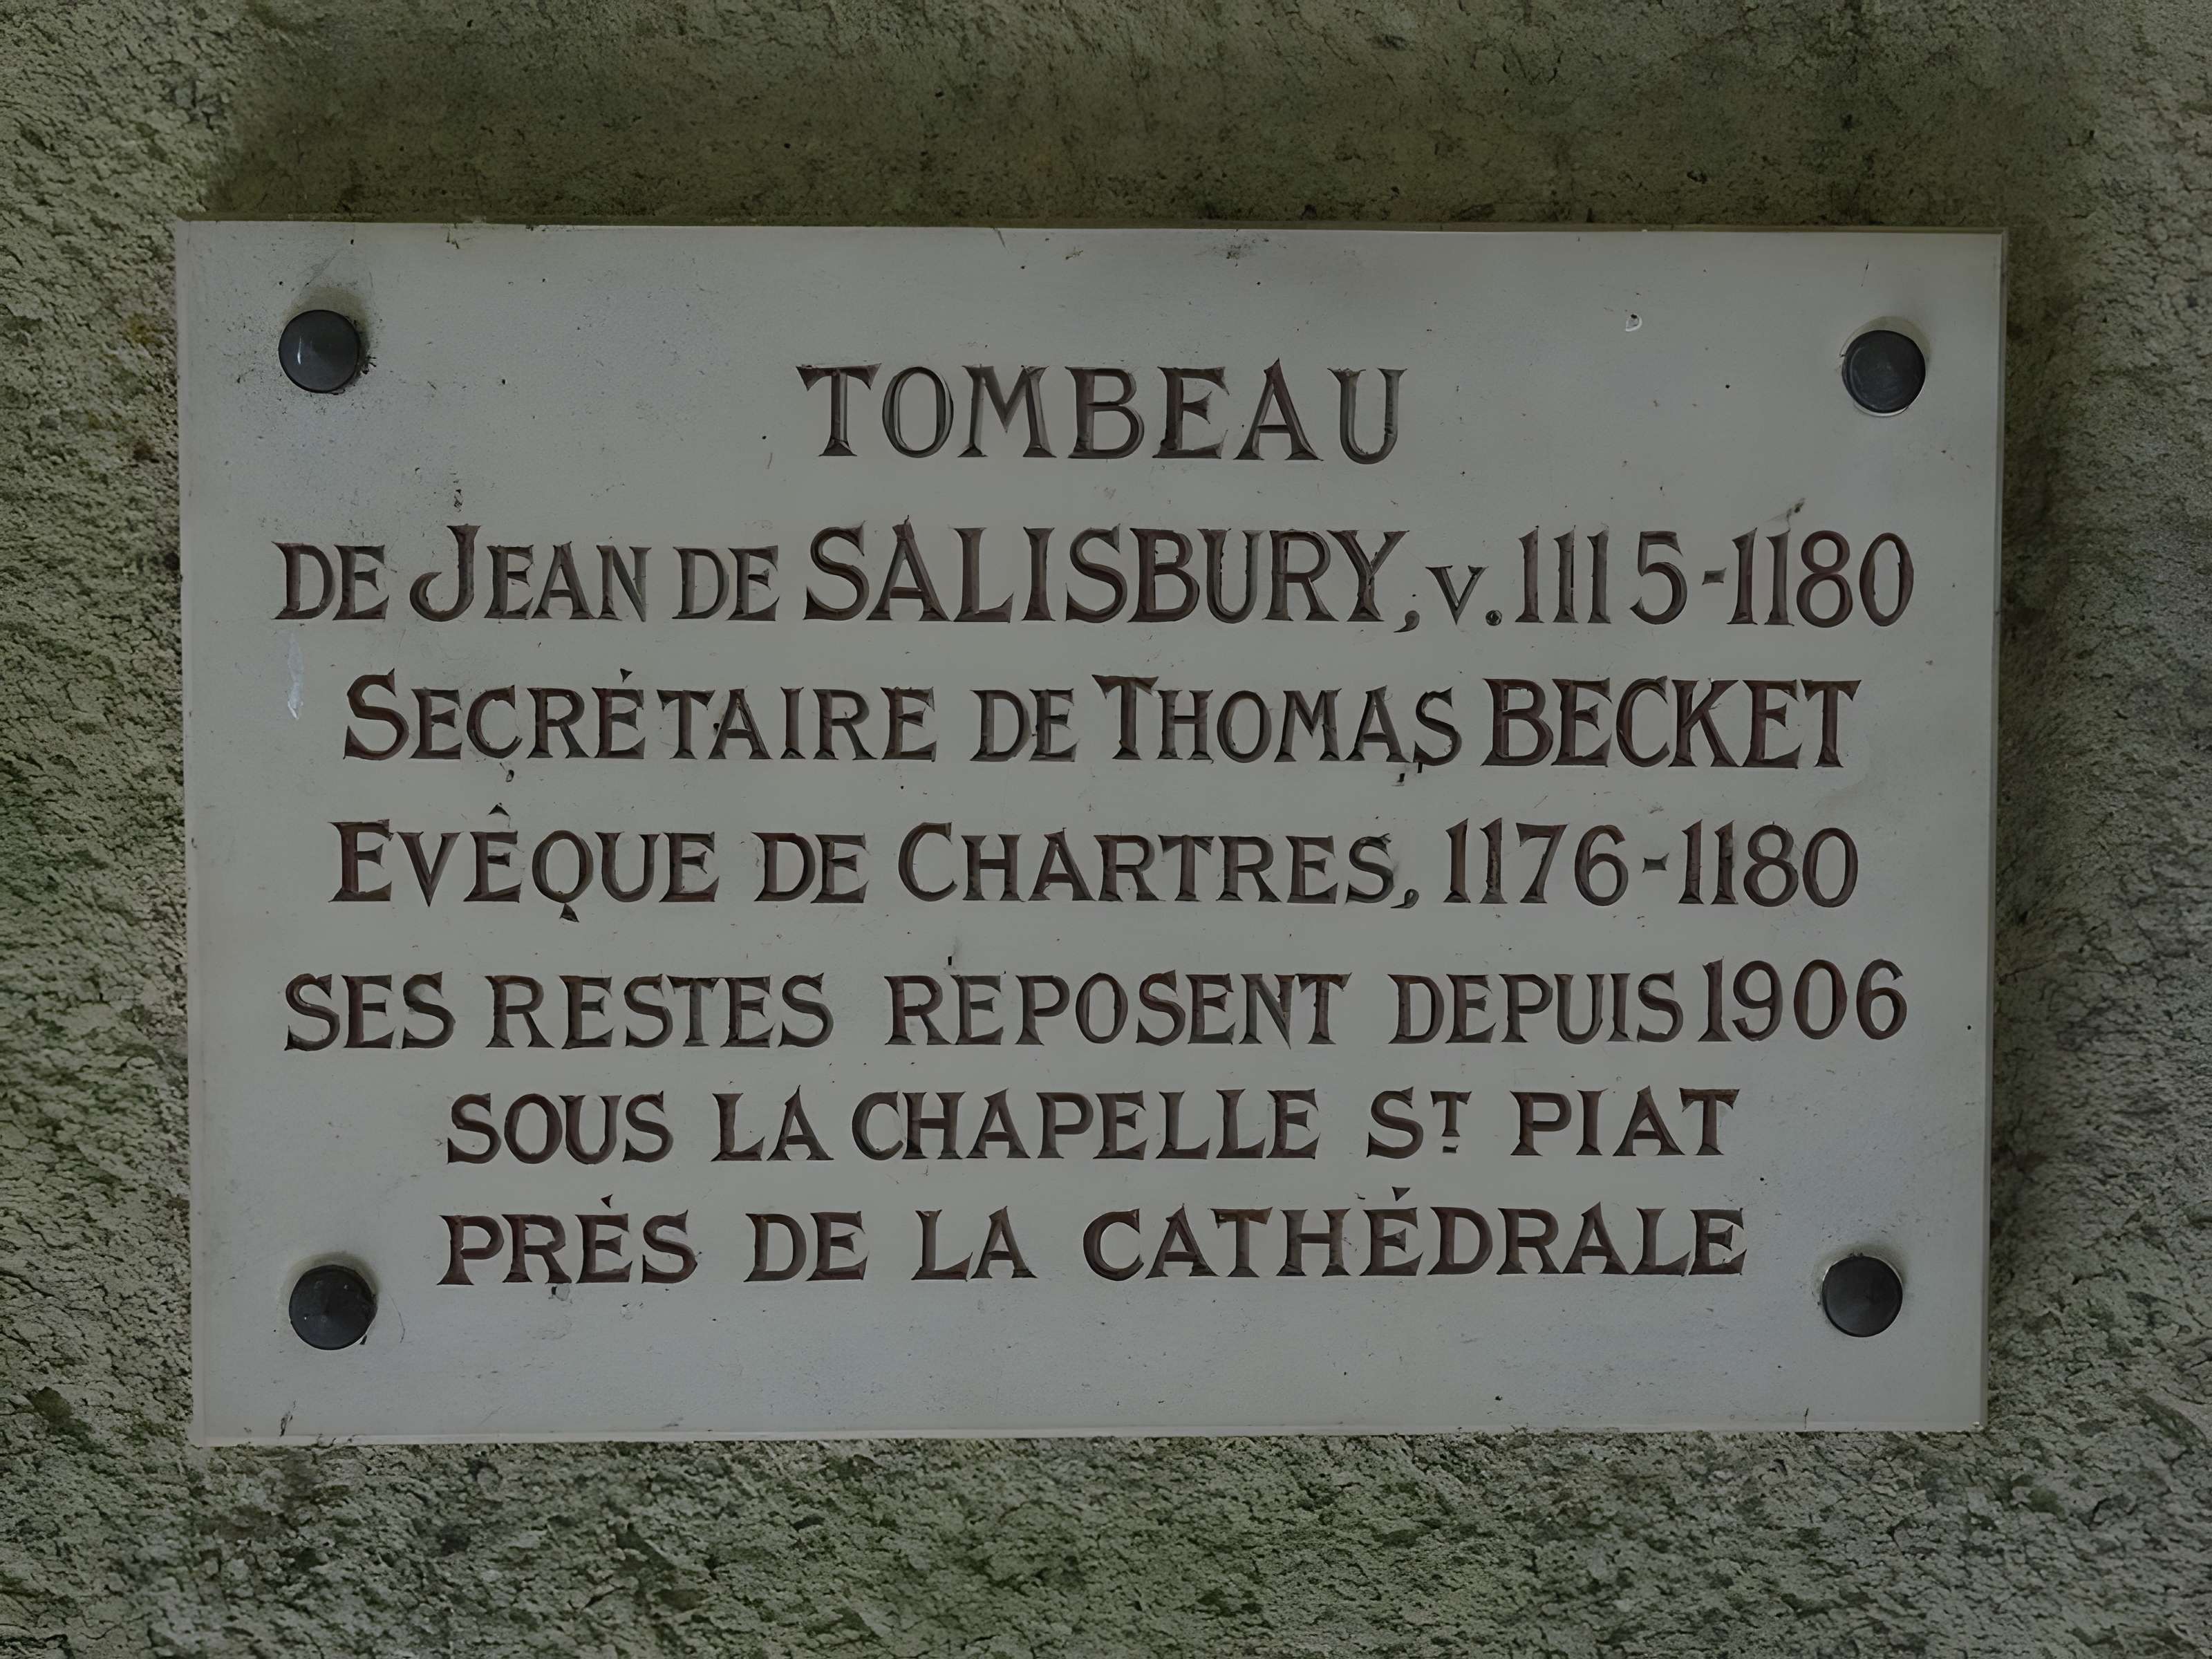 TOMBEAU
DE JEAN DE SALISBURY, v. 1115-1180
SECRÉTAIRE DE THOMAS BECKET
EVÊQUE DE CHARTRES, 1176-1180
SES RESTES REPOSENT DEPUIS 1906
SOUS LA CHAPELLE ST PIAT
PRÈS DE LA CATHÉDRALE